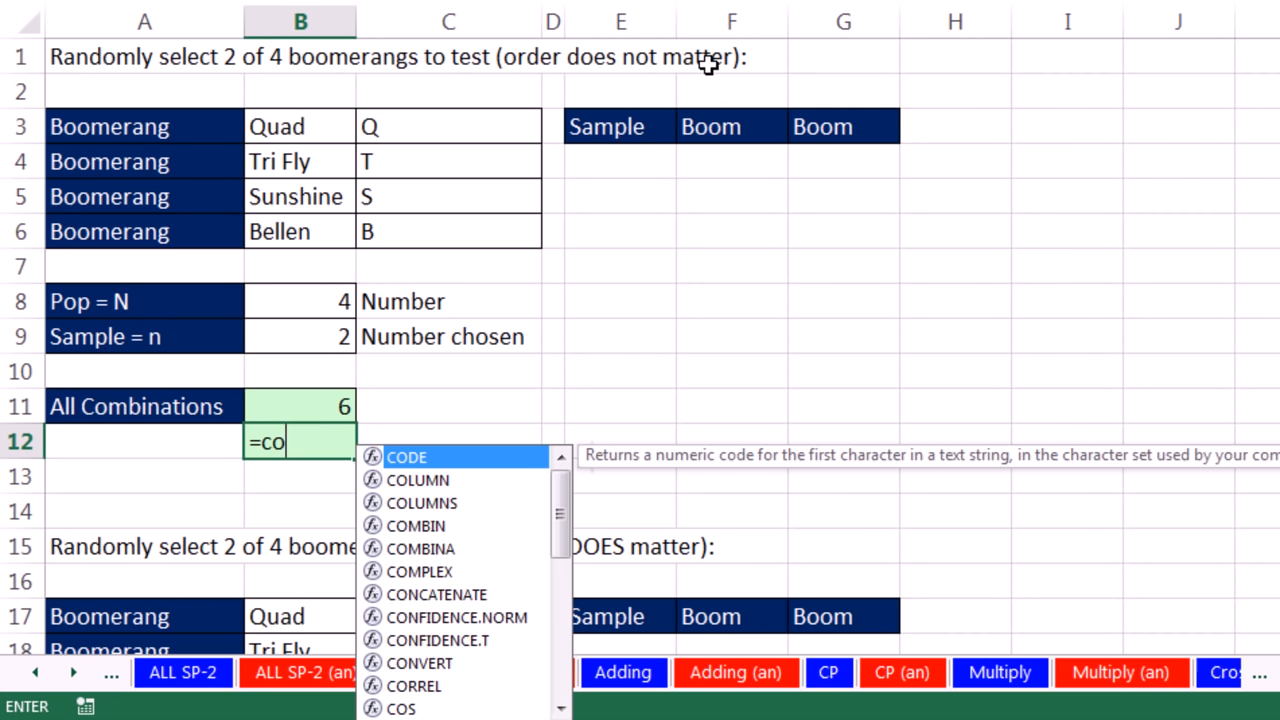 A B C D E F G H I J
1 Randomly select 2 of 4 boomerangs to test (order does not matter):
2
3 Boomerang Quad Q Sample Boom Boom
4 Boomerang Tri Fly T
5 Boomerang Sunshine S
6 Boomerang Bellen B
7
8 Pop = N 4 Number
9 Sample = n 2 Number chosen
10
11 All Combinations 6
12 =co
CODE Returns a numeric code for the first character in a text string, in the character set used by your com
COLUMN
13 COLUMNS
14 COMBIN
15 Randomly select 2 of 4 boome DOES matter):
COMBINA
16 COMPLEX
CONCATENATE
17 Boomerang Quad CONFIDENCE.NORM Sample Boom Boom
18 Boomerang Tri Fly CONFIDENCE.T
CONVERT
... ALL SP-2 ALL SP-2 (an) Adding Adding (an) CP CP (an) Multiply Multiply (an) Cros ...
CORREL
ENTER COS